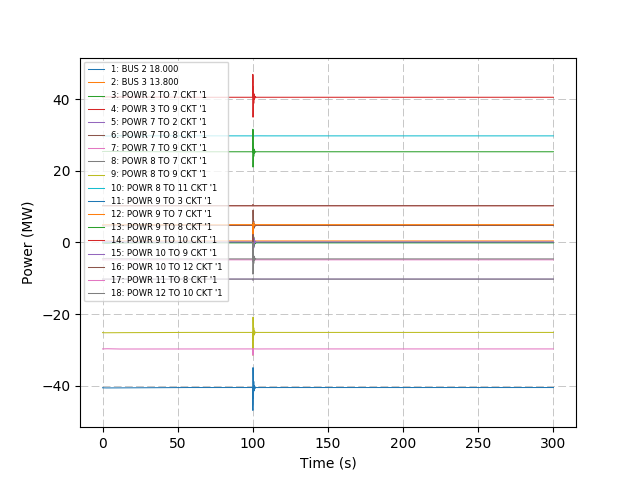 1: BUS 2 18.000
2: BUS 3 13.800
3: POWR 2 TO 7 CKT '1
4: POWR 3 TO 9 CKT '1
5: POWR 7 TO 2 CKT '1
6: POWR 7 TO 8 CKT '1
7: POWR 7 TO 9 CKT '1
8: POWR 8 TO 7 CKT '1
9: POWR 8 TO 9 CKT '1
10: POWR 8 TO 11 CKT '1
11: POWR 9 TO 3 CKT '1
12: POWR 9 TO 7 CKT '1
13: POWR 9 TO 8 CKT '1
14: POWR 9 TO 10 CKT '1
15: POWR 10 TO 9 CKT '1
16: POWR 10 TO 12 CKT '1
17: POWR 11 TO 8 CKT '1
18: POWR 12 TO 10 CKT '1
40
20
0
−20
−40
Power (MW)
0 50 100 150 200 250 300
Time (s)